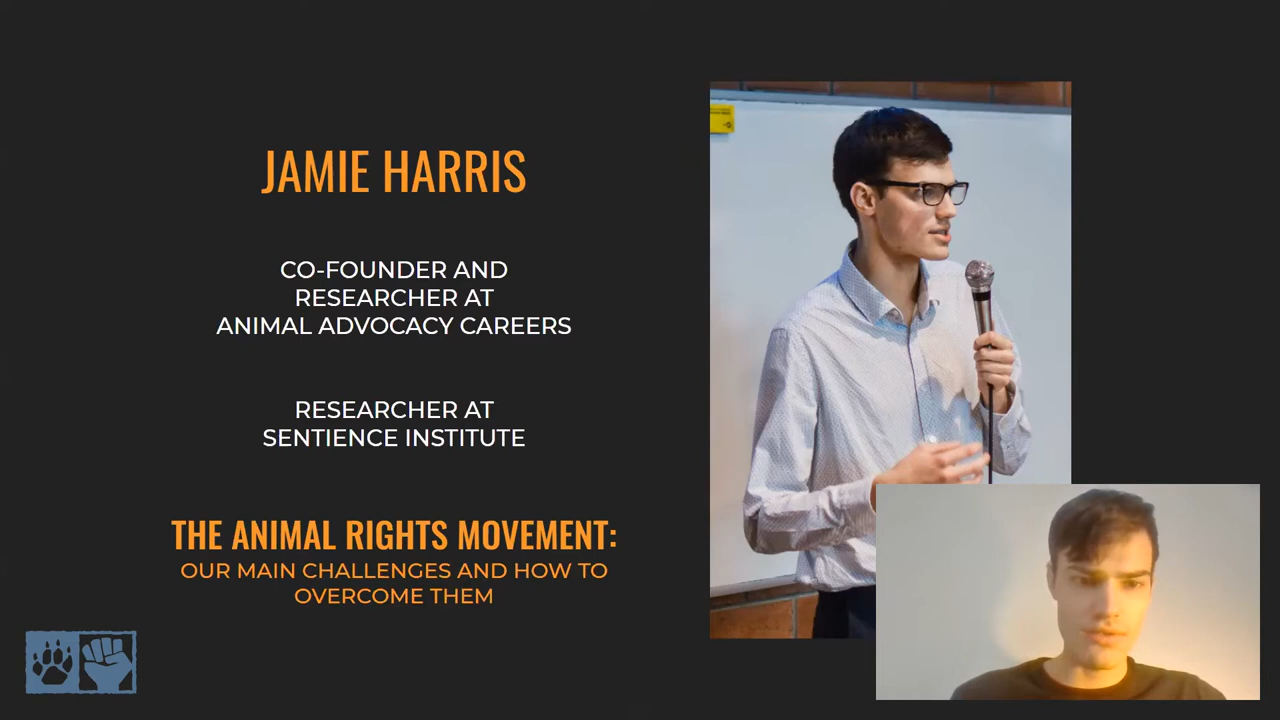 JAMIE HARRIS
CO-FOUNDER AND
RESEARCHER AT
ANIMAL ADVOCACY CAREERS
RESEARCHER AT
SENTIENCE INSTITUTE
THE ANIMAL RIGHTS MOVEMENT:
OUR MAIN CHALLENGES AND HOW TO
OVERCOME THEM